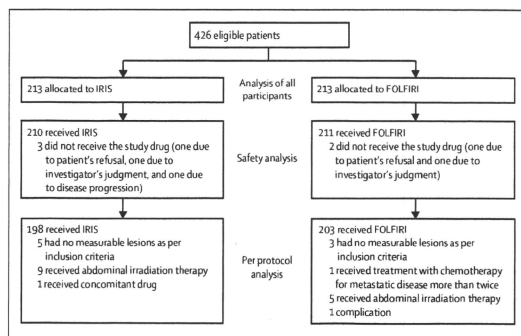 426 eligible patients
213 allocated to IRIS
Analysis of all
participants
213 allocated to FOLFIRI
210 received IRIS
3 did not receive the study drug (one due
to patient's refusal, one due to
investigator's judgment, and one due
to disease progression)
Safety analysis
211 received FOLFIRI
2 did not receive the study drug (one due
to patient's refusal and one due to
investigator's judgment)
198 received IRIS
5 had no measurable lesions as per
inclusion criteria
9 received abdominal irradiation therapy
1 received concomitant drug
Per protocol
analysis
203 received FOLFIRI
3 had no measurable lesions as per
inclusion criteria
1 received treatment with chemotherapy
for metastatic disease more than twice
5 received abdominal irradiation therapy
1 complication